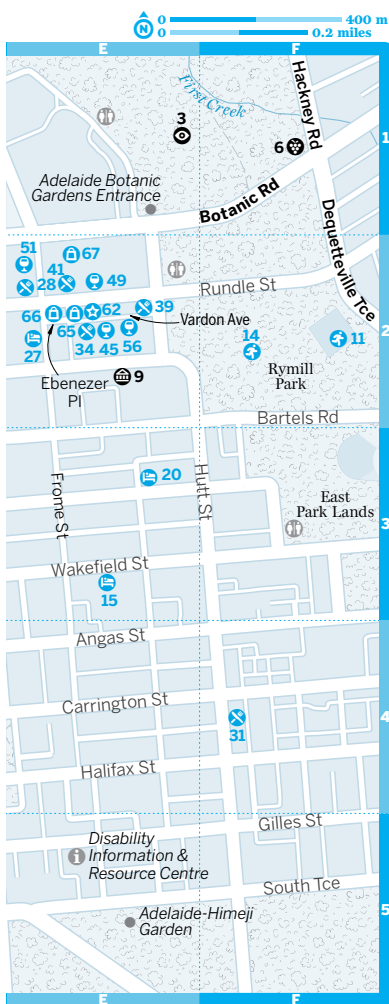 0 400 m
N 0 0.2 miles
E F
First Creek
Hackney Rd
3
6
1
Adelaide Botanic
Gardens Entrance
Botanic Rd
Dequetteville Tce
51
67
41
28
49
Rundle St
66
62
39
Vardon Ave
2
65
27
34 45 56
14
11
Rymill
Park
Ebenezer
Pl
9
Bartels Rd
Frome St
20
Hutt St
East
Park Lands
3
Wakefield St
15
Angas St
Carrington St
31
4
Halifax St
Gilles St
Disability
Information &
Resource Centre
South Tce
5
Adelaide-Himeji
Garden
E F